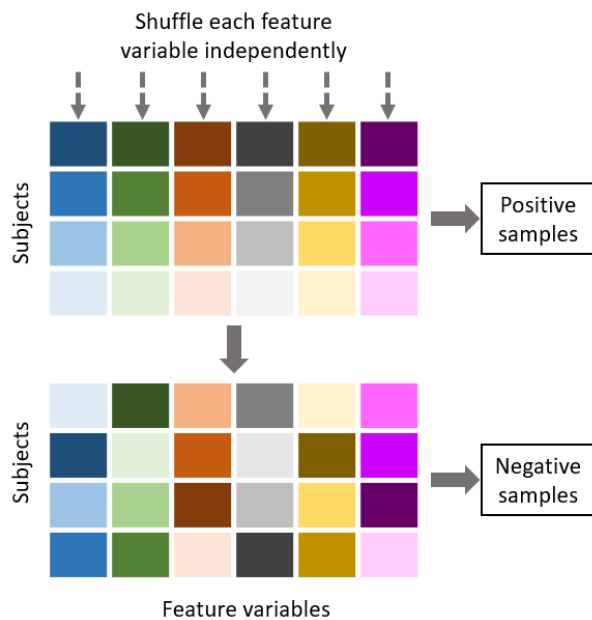 Shuffle each feature
variable independently
Subjects
Positive
samples
Subjects
Negative
samples
Feature variables